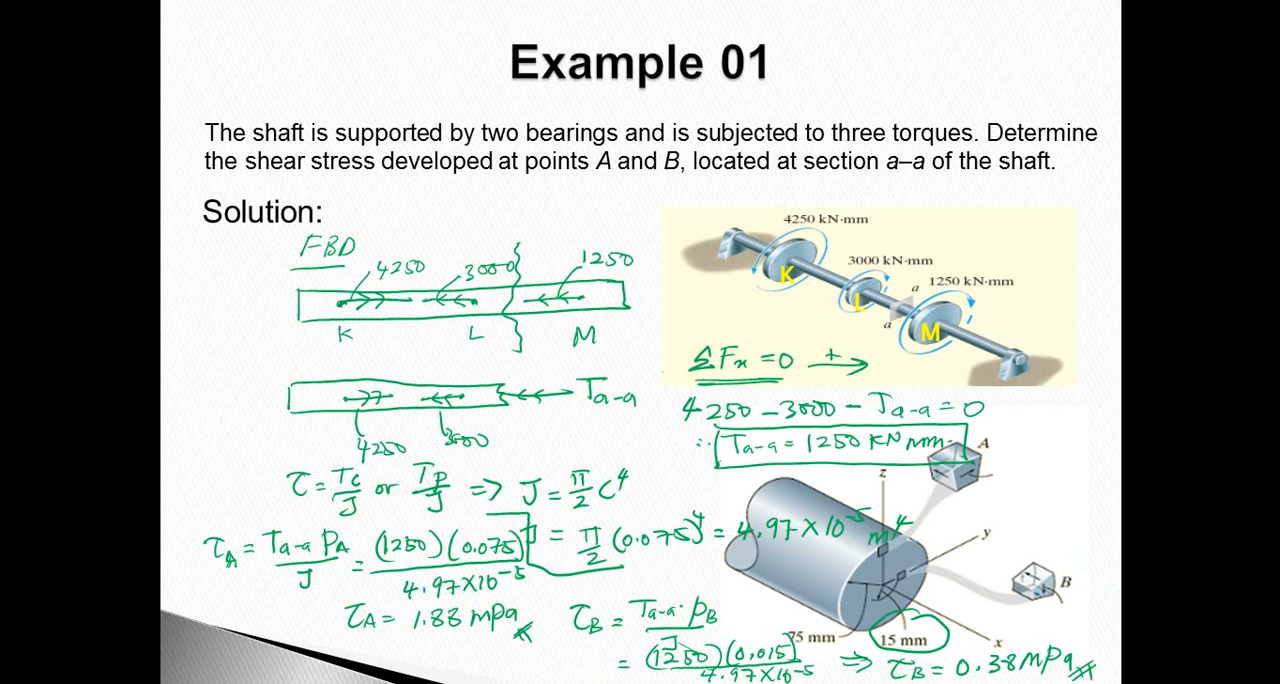 Example 01
The shaft is supported by two bearings and is subjected to three torques. Determine
the shear stress developed at points A and B, located at section a–a of the shaft.
Solution:
FBD
4250
3000
1250
K
L
M
4250 kN·mm
3000 kN·mm
a
1250 kN·mm
K
L
a
M
ΣFx = 0 +→
Ta-a
4250
3000
4250 - 3000 - Ta-a = 0
∴ Ta-a = 1250 KN mm
τ = Tc/J or Tρ/J ⇒ J = π/2 c⁴
= π/2 (0.075)⁴ = 4.97 × 10⁻⁵ m⁴
τA = Ta-a ρA / J = (1250)(0.075) / 4.97×10⁻⁵
τA = 1.88 mpa
τB = Ta-a · ρB / J
= (1250)(0.015) / 4.97×10⁻⁵ ⇒ τB = 0.38 mpa
A
z
y
B
75 mm
15 mm
x